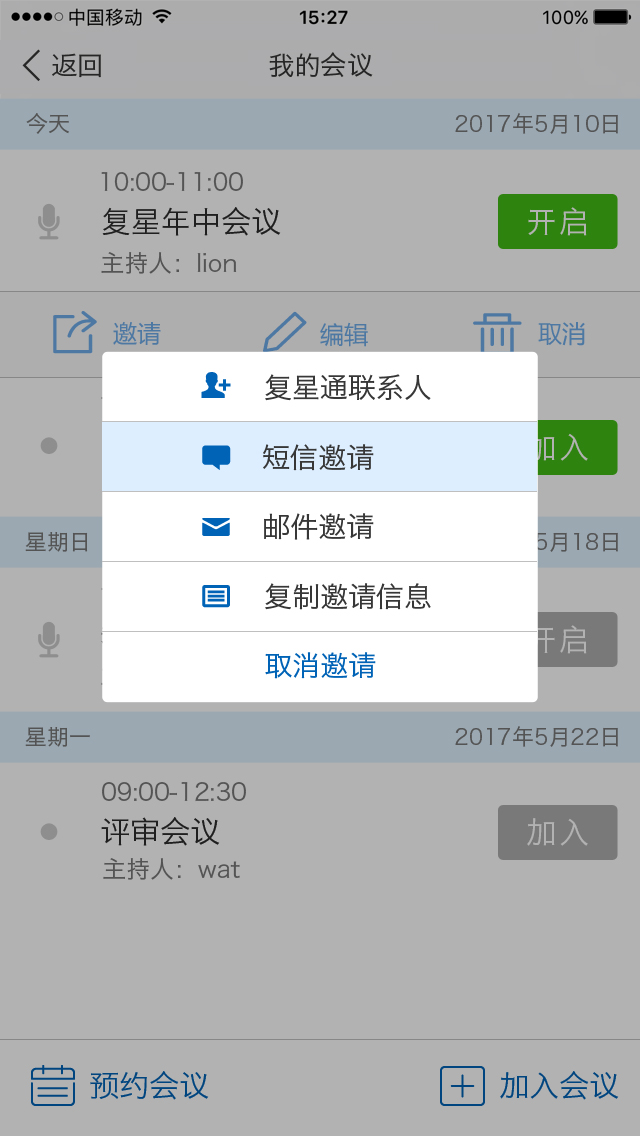 中国移动 15:27 100%
返回 我的会议
今天 2017年5月10日
10:00-11:00
复星年中会议
开启
主持人：lion
邀请 编辑 取消
复星通联系人
短信邀请
加入
邮件邀请
星期日 5月18日
复制邀请信息
开启
取消邀请
星期一 2017年5月22日
09:00-12:30
评审会议
加入
主持人：wat
预约会议 加入会议